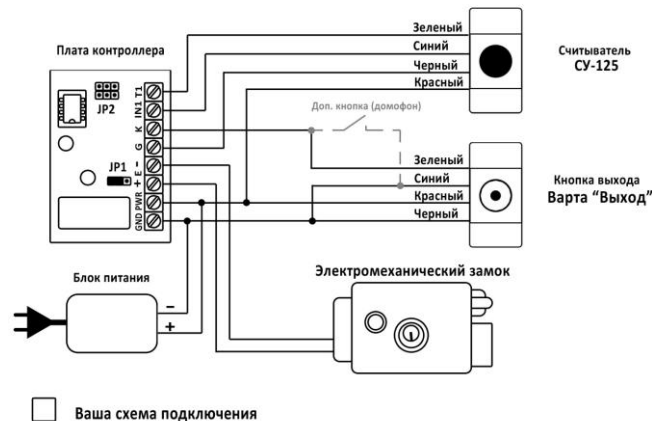 Зеленый
Синий
Черный
Красный
Считыватель
СУ-125
Плата контроллера
JP2
JP1
T1
IN1
K
G
E
−
+
PWR
GND
Доп. кнопка (домофон)
Зеленый
Синий
Красный
Черный
Кнопка выхода
Варта "Выход"
Блок питания
−
+
Электромеханический замок
Ваша схема подключения